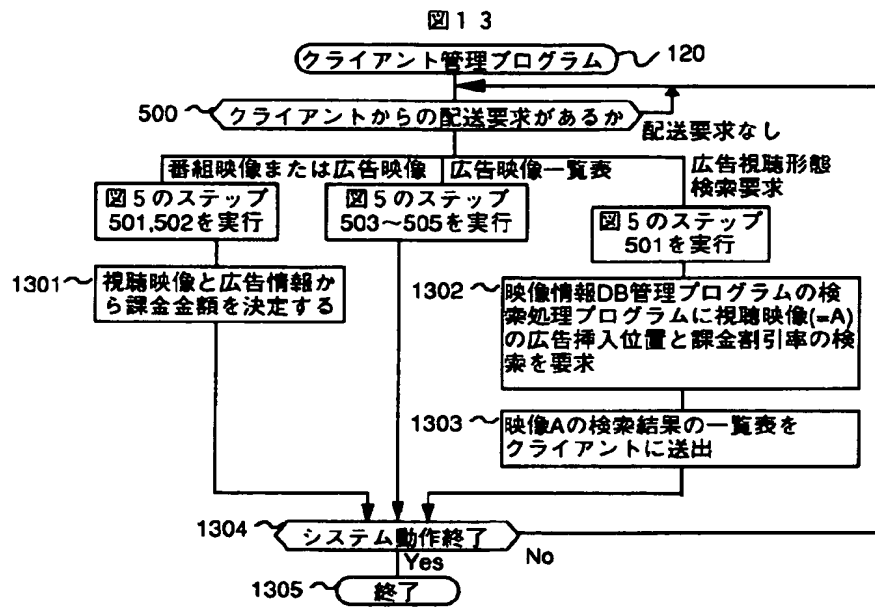 図13
クライアント管理プログラム
120
500
クライアントからの配送要求があるか
配送要求なし
番組映像または広告映像
広告映像一覧表
広告視聴形態
検索要求
図5のステップ
501,502を実行
図5のステップ
503～505を実行
図5のステップ
501を実行
1301
視聴映像と広告情報か
ら課金金額を決定する
1302
映像情報DB管理プログラムの検
索処理プログラムに視聴映像(=A)
の広告挿入位置と課金割引率の検
索を要求
1303
映像Aの検索結果の一覧表を
クライアントに送出
1304
システム動作終了
Yes
No
1305
終了